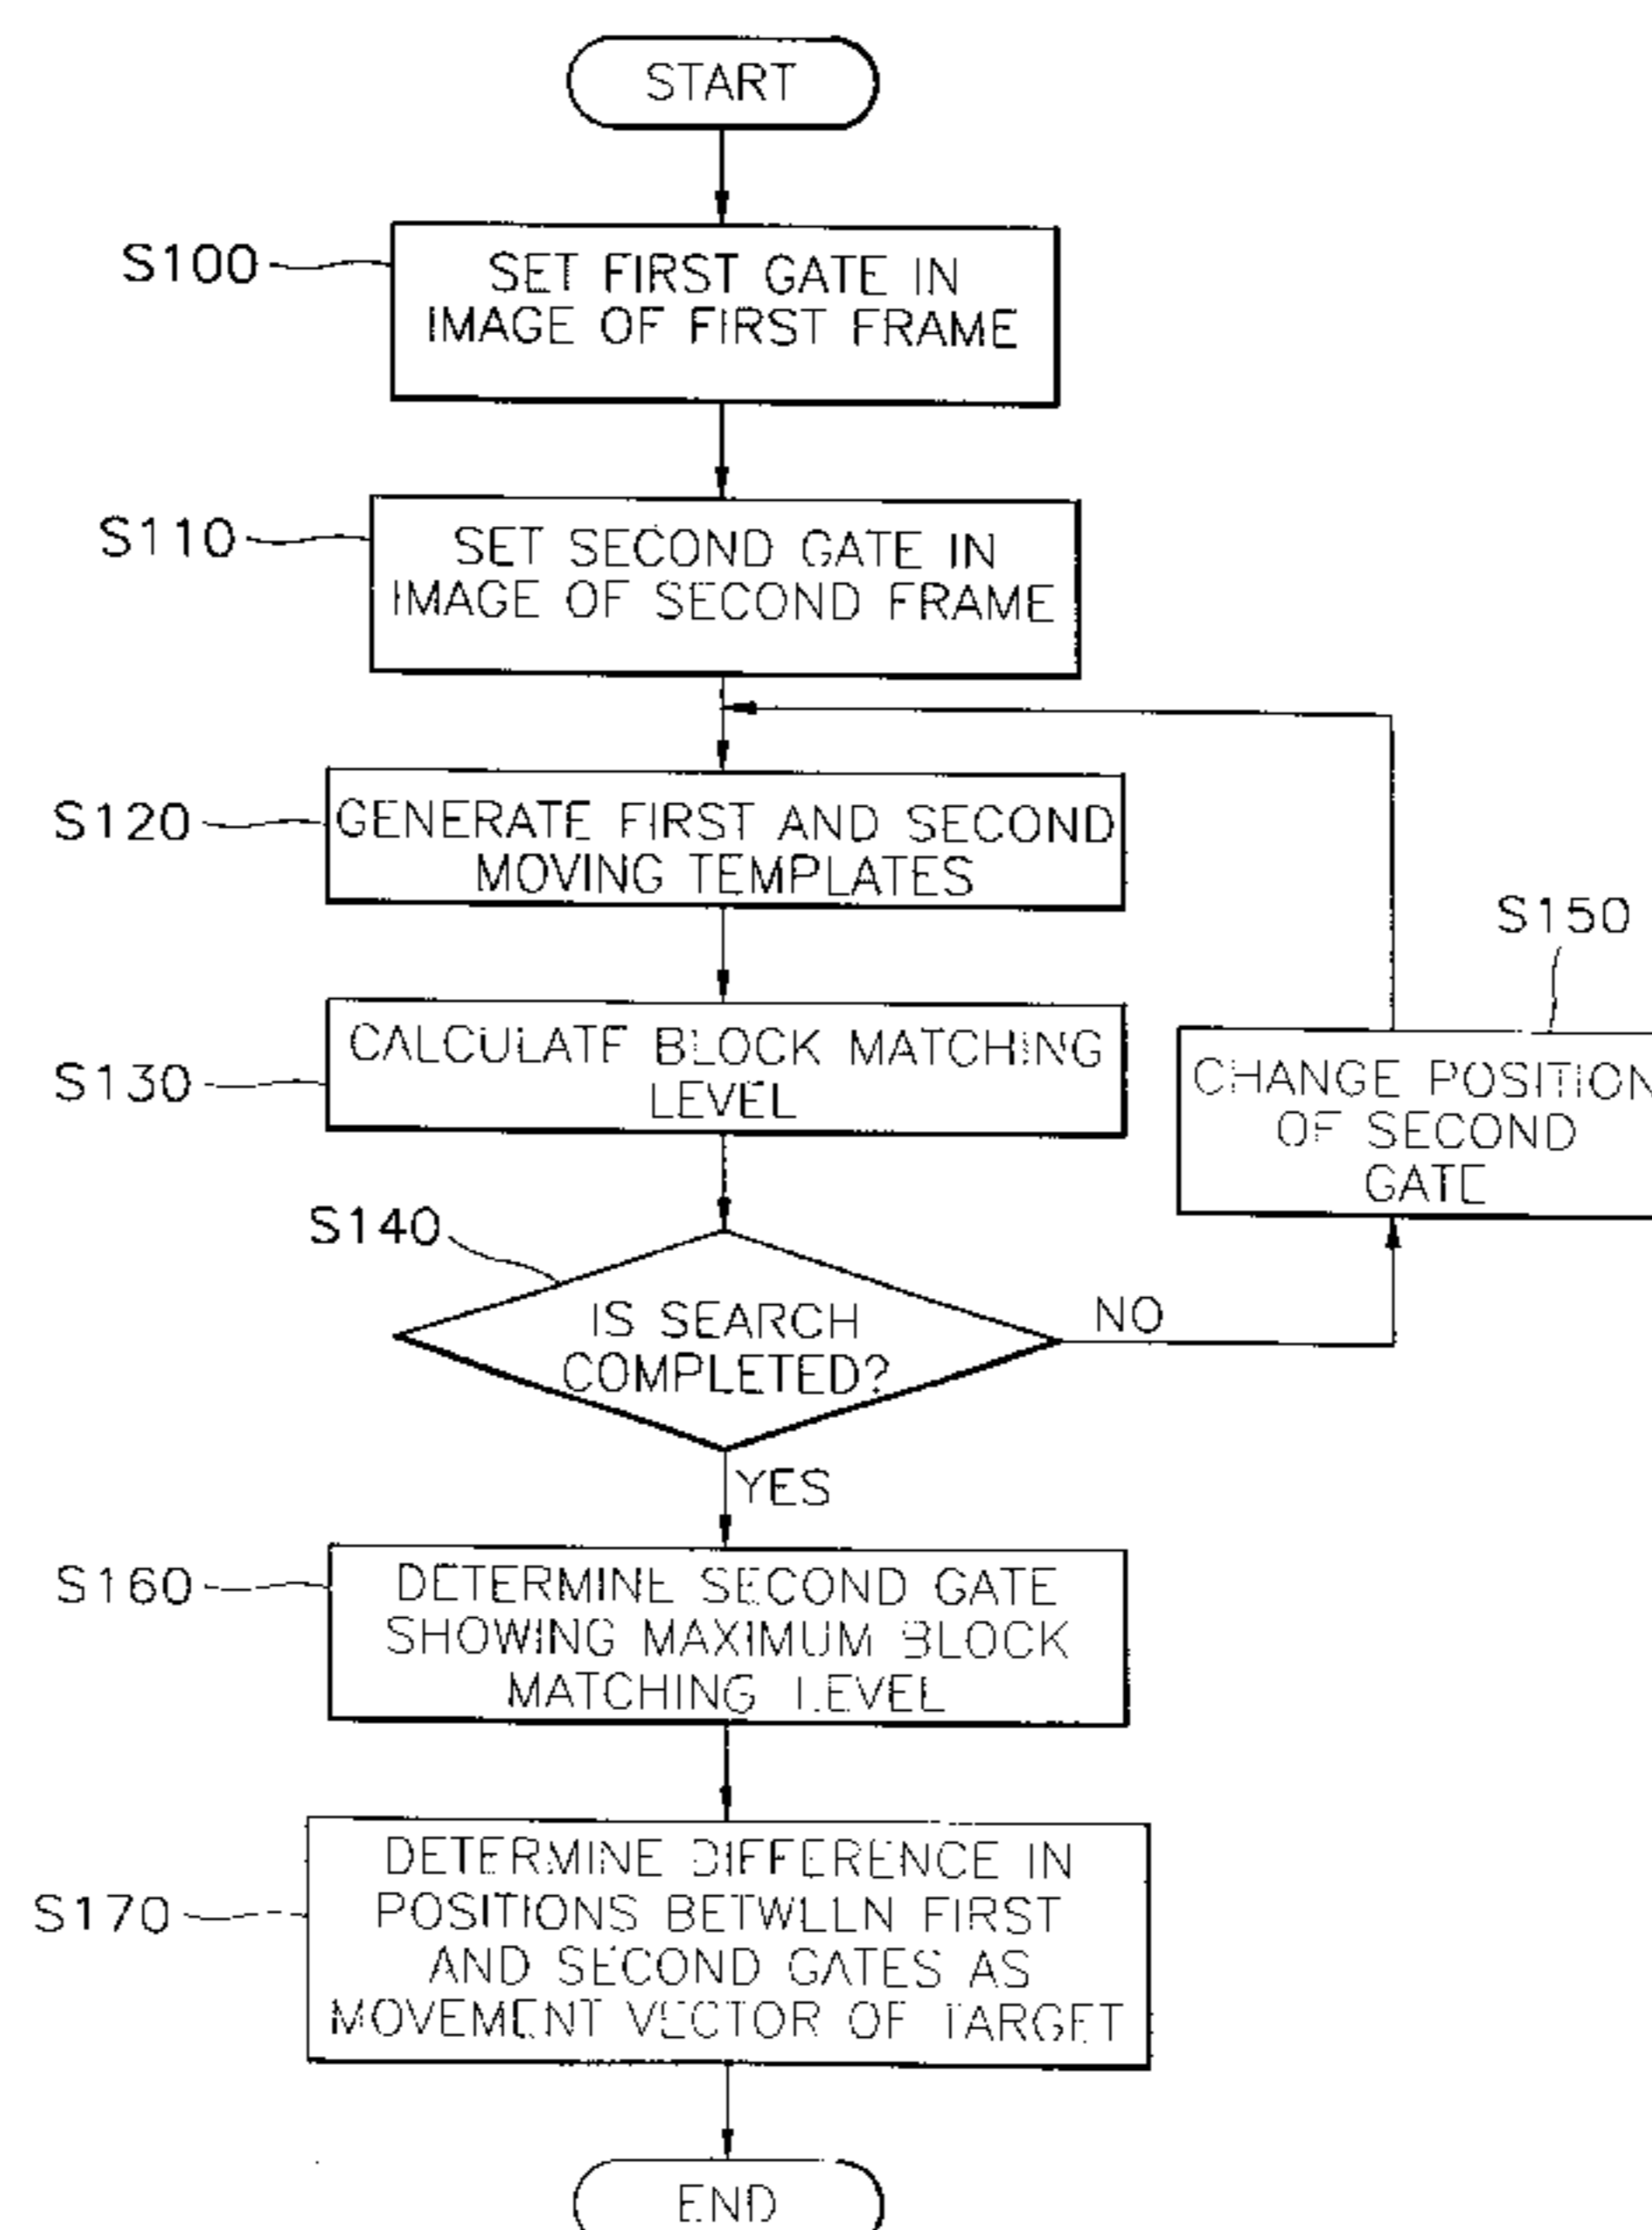 START
S100
SET FIRST GATE IN
IMAGE OF FIRST FRAME
S110
SET SECOND GATE IN
IMAGE OF SECOND FRAME
S120
GENERATE FIRST AND SECOND
MOVING TEMPLATES
S130
CALCULATE BLOCK MATCHING
LEVEL
S140
IS SEARCH
COMPLETED?
NO
S150
CHANGE POSITION
OF SECOND
GATE
YES
S160
DETERMINE SECOND GATE
SHOWING MAXIMUM BLOCK
MATCHING LEVEL
S170
DETERMINE DIFFERENCE IN
POSITIONS BETWEEN FIRST
AND SECOND GATES AS
MOVEMENT VECTOR OF TARGET
END